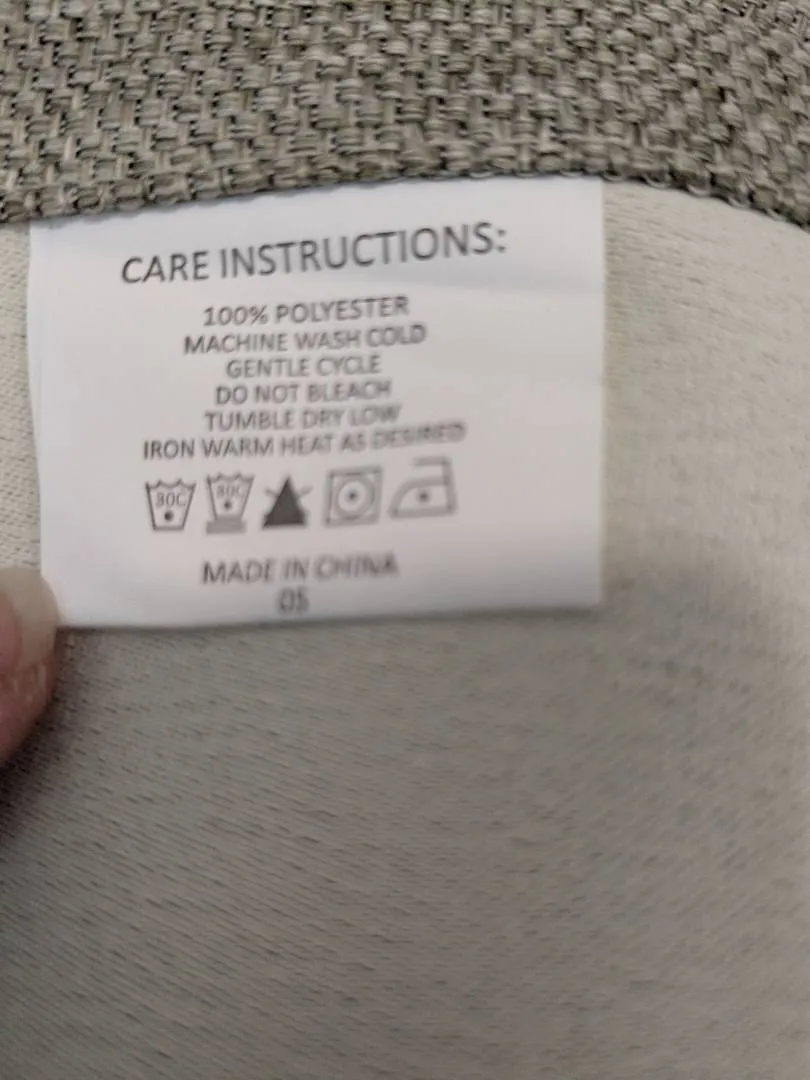 CARE INSTRUCTIONS:
100% POLYESTER
MACHINE WASH COLD
GENTLE CYCLE
DO NOT BLEACH
TUMBLE DRY LOW
IRON WARM HEAT AS DESIRED
30C 30C
MADE IN CHINA
05